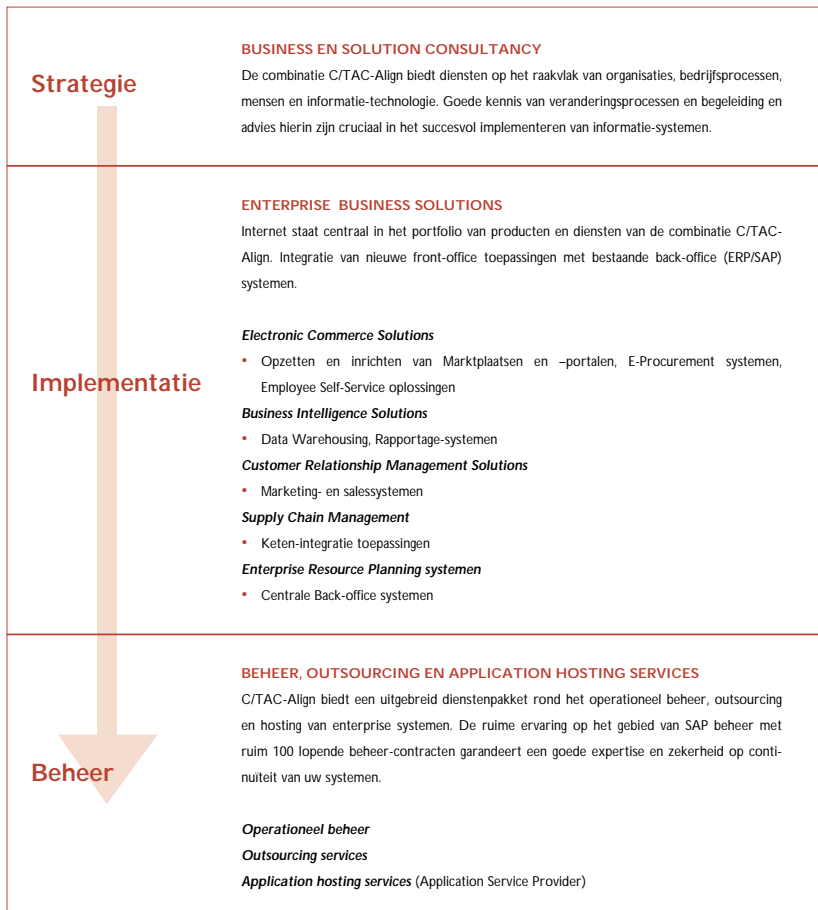 Strategie
BUSINESS EN SOLUTION CONSULTANCY
De combinatie C/TAC-Align biedt diensten op het raakvlak van organisaties, bedrijfsprocessen,
mensen en informatie-technologie. Goede kennis van veranderingsprocessen en begeleiding en
advies hierin zijn cruciaal in het succesvol implementeren van informatie-systemen.
Implementatie
ENTERPRISE BUSINESS SOLUTIONS
Internet staat centraal in het portfolio van producten en diensten van de combinatie C/TAC-
Align. Integratie van nieuwe front-office toepassingen met bestaande back-office (ERP/SAP)
systemen.
Electronic Commerce Solutions
• Opzetten en inrichten van Marktplaatsen en –portalen, E-Procurement systemen,
Employee Self-Service oplossingen
Business Intelligence Solutions
• Data Warehousing, Rapportage-systemen
Customer Relationship Management Solutions
• Marketing- en salessystemen
Supply Chain Management
• Keten-integratie toepassingen
Enterprise Resource Planning systemen
• Centrale Back-office systemen
Beheer
BEHEER, OUTSOURCING EN APPLICATION HOSTING SERVICES
C/TAC-Align biedt een uitgebreid dienstenpakket rond het operationeel beheer, outsourcing
en hosting van enterprise systemen. De ruime ervaring op het gebied van SAP beheer met
ruim 100 lopende beheer-contracten garandeert een goede expertise en zekerheid op conti-
nuïteit van uw systemen.
Operationeel beheer
Outsourcing services
Application hosting services (Application Service Provider)